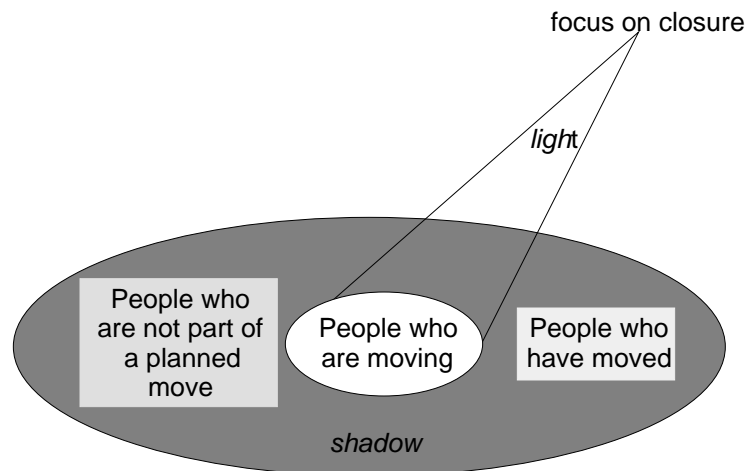 focus on closure
light
People who
are not part of
a planned
move
People who
are moving
People who
have moved
shadow